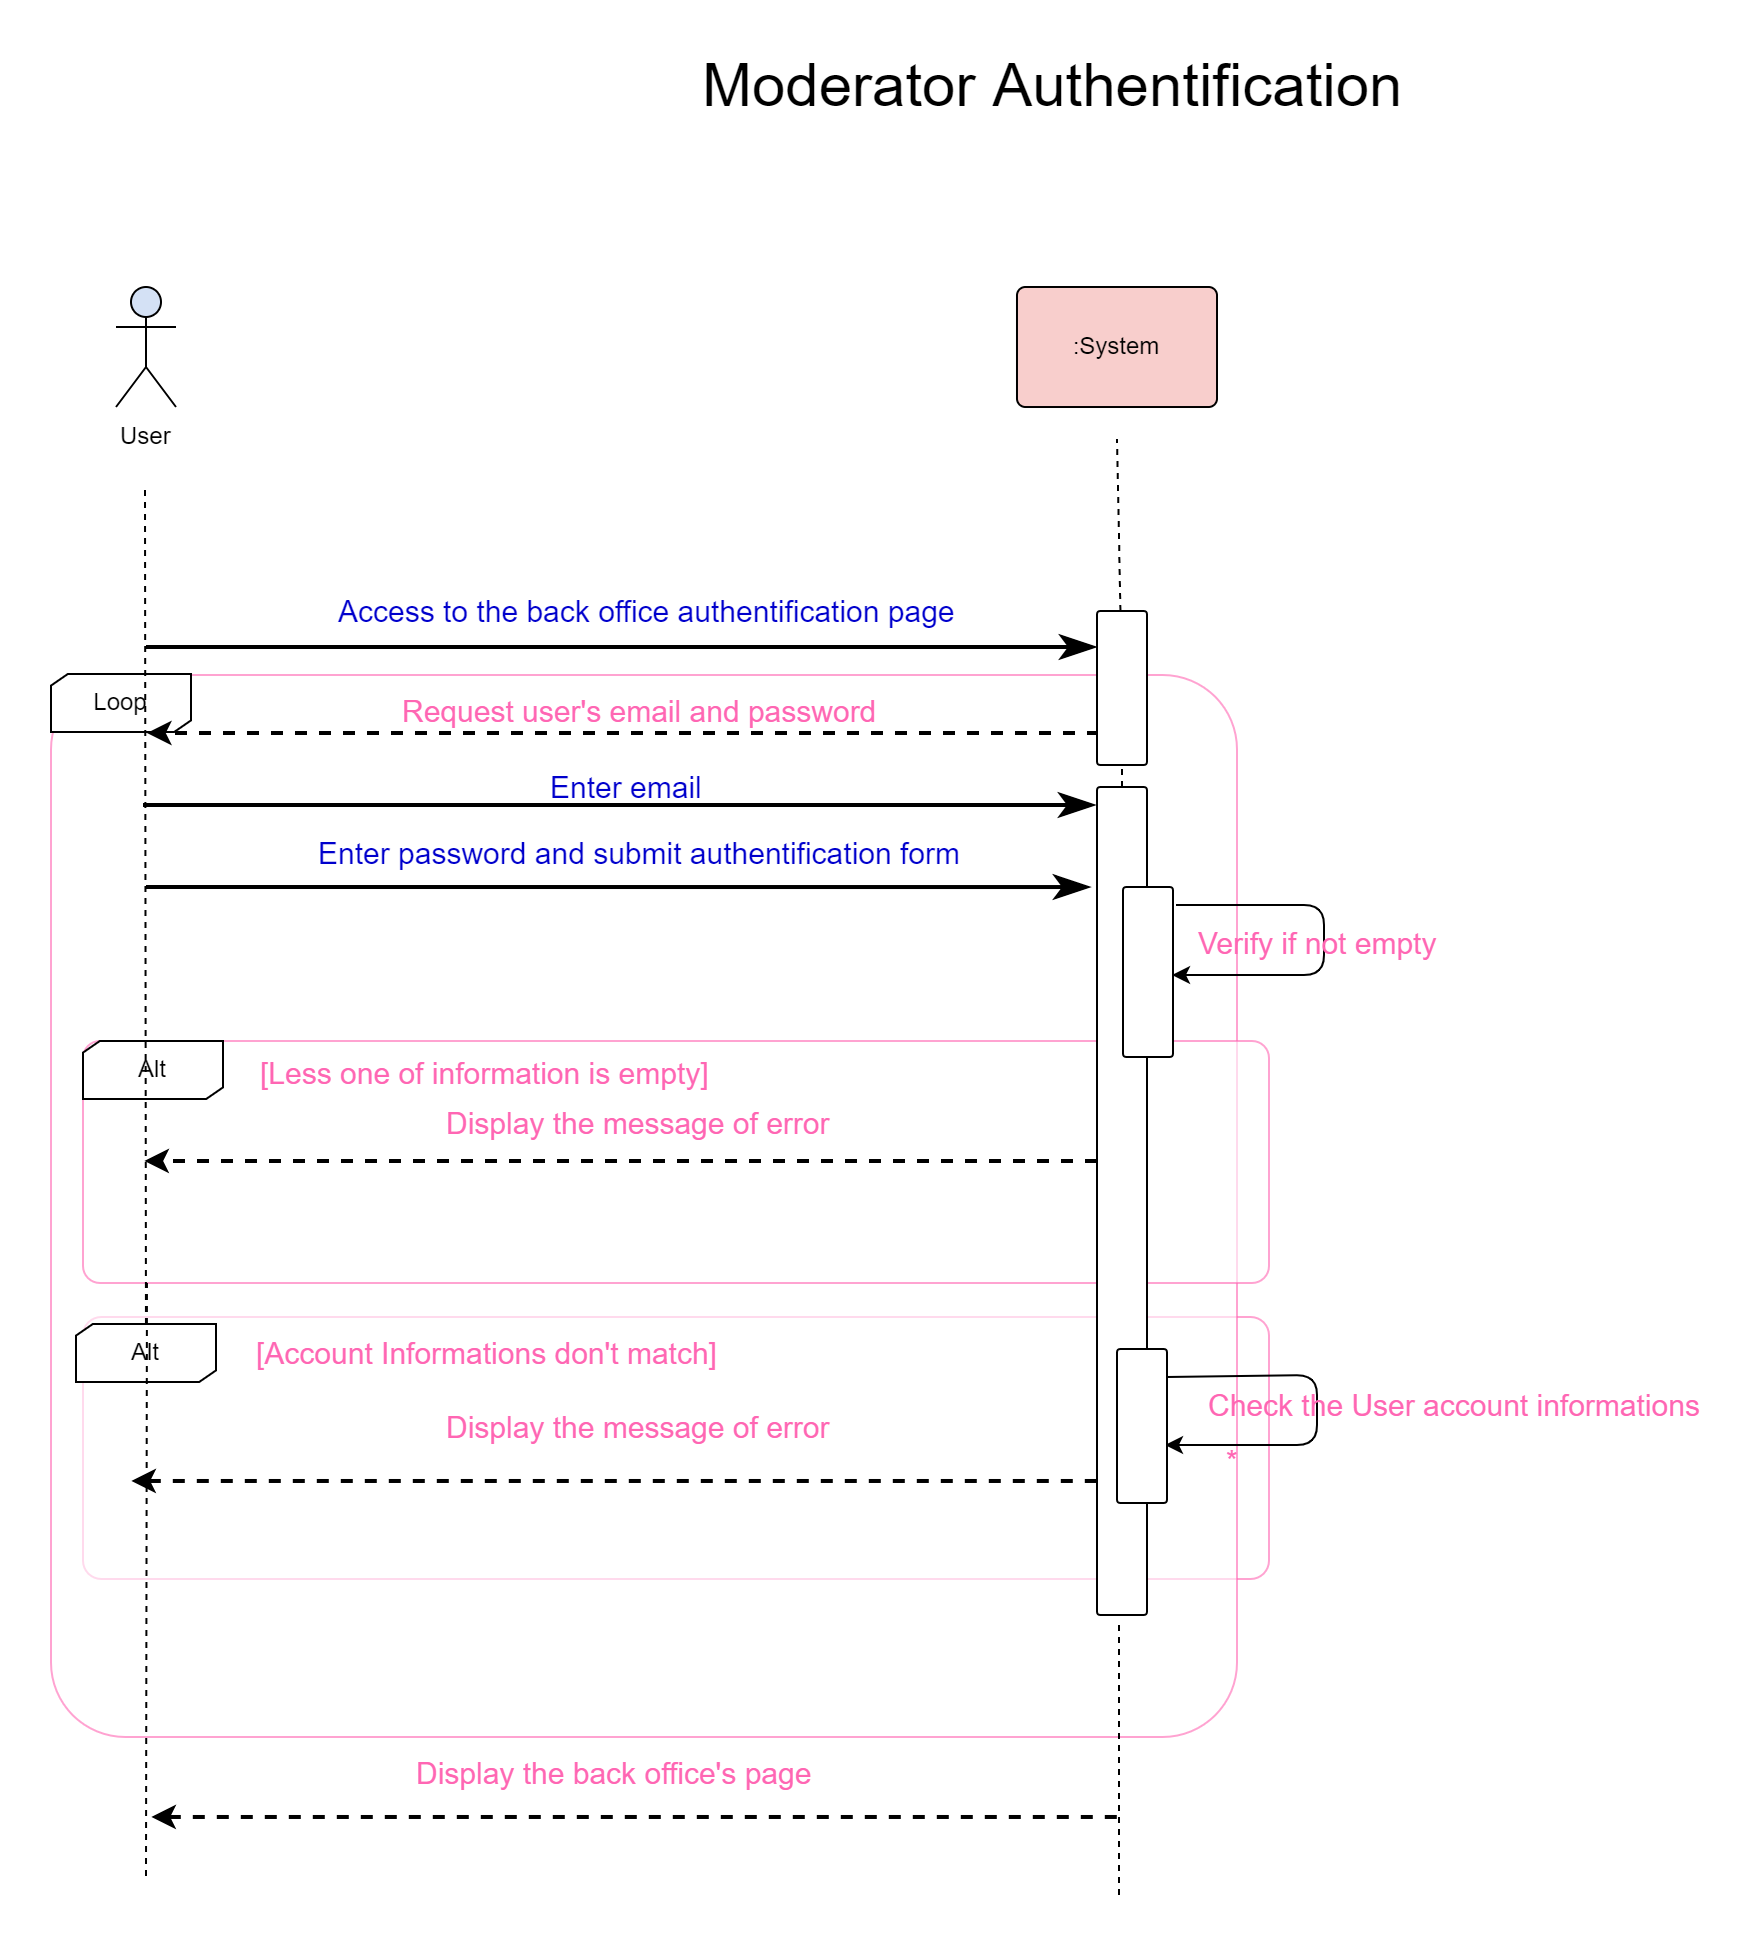 Moderator Authentification
:System
User
Access to the back office authentification page
Loop
Request user's email and password
Enter email
Enter password and submit authentification form
Verify if not empty
Alt
[Less one of information is empty]
Display the message of error
Alt
[Account Informations don't match]
Check the User account informations
Display the message of error
*
Display the back office's page